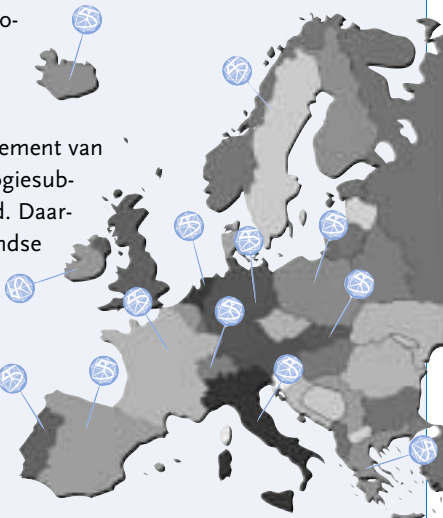 o-
ement van
ogiesub-
d. Daar-
ndse